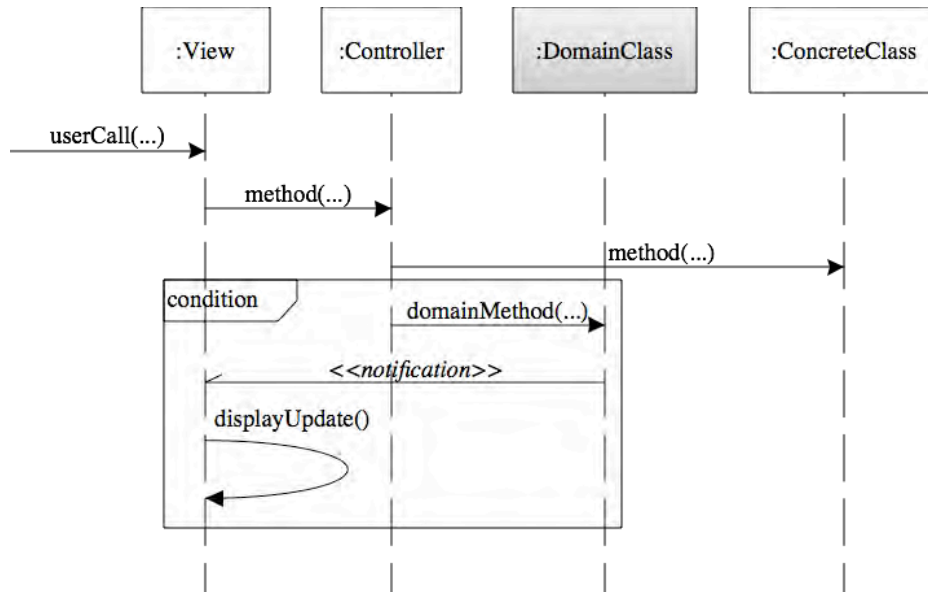 :View
:Controller
:DomainClass
:ConcreteClass
userCall(...)
method(...)
method(...)
condition
domainMethod(...)
<<notification>>
displayUpdate()